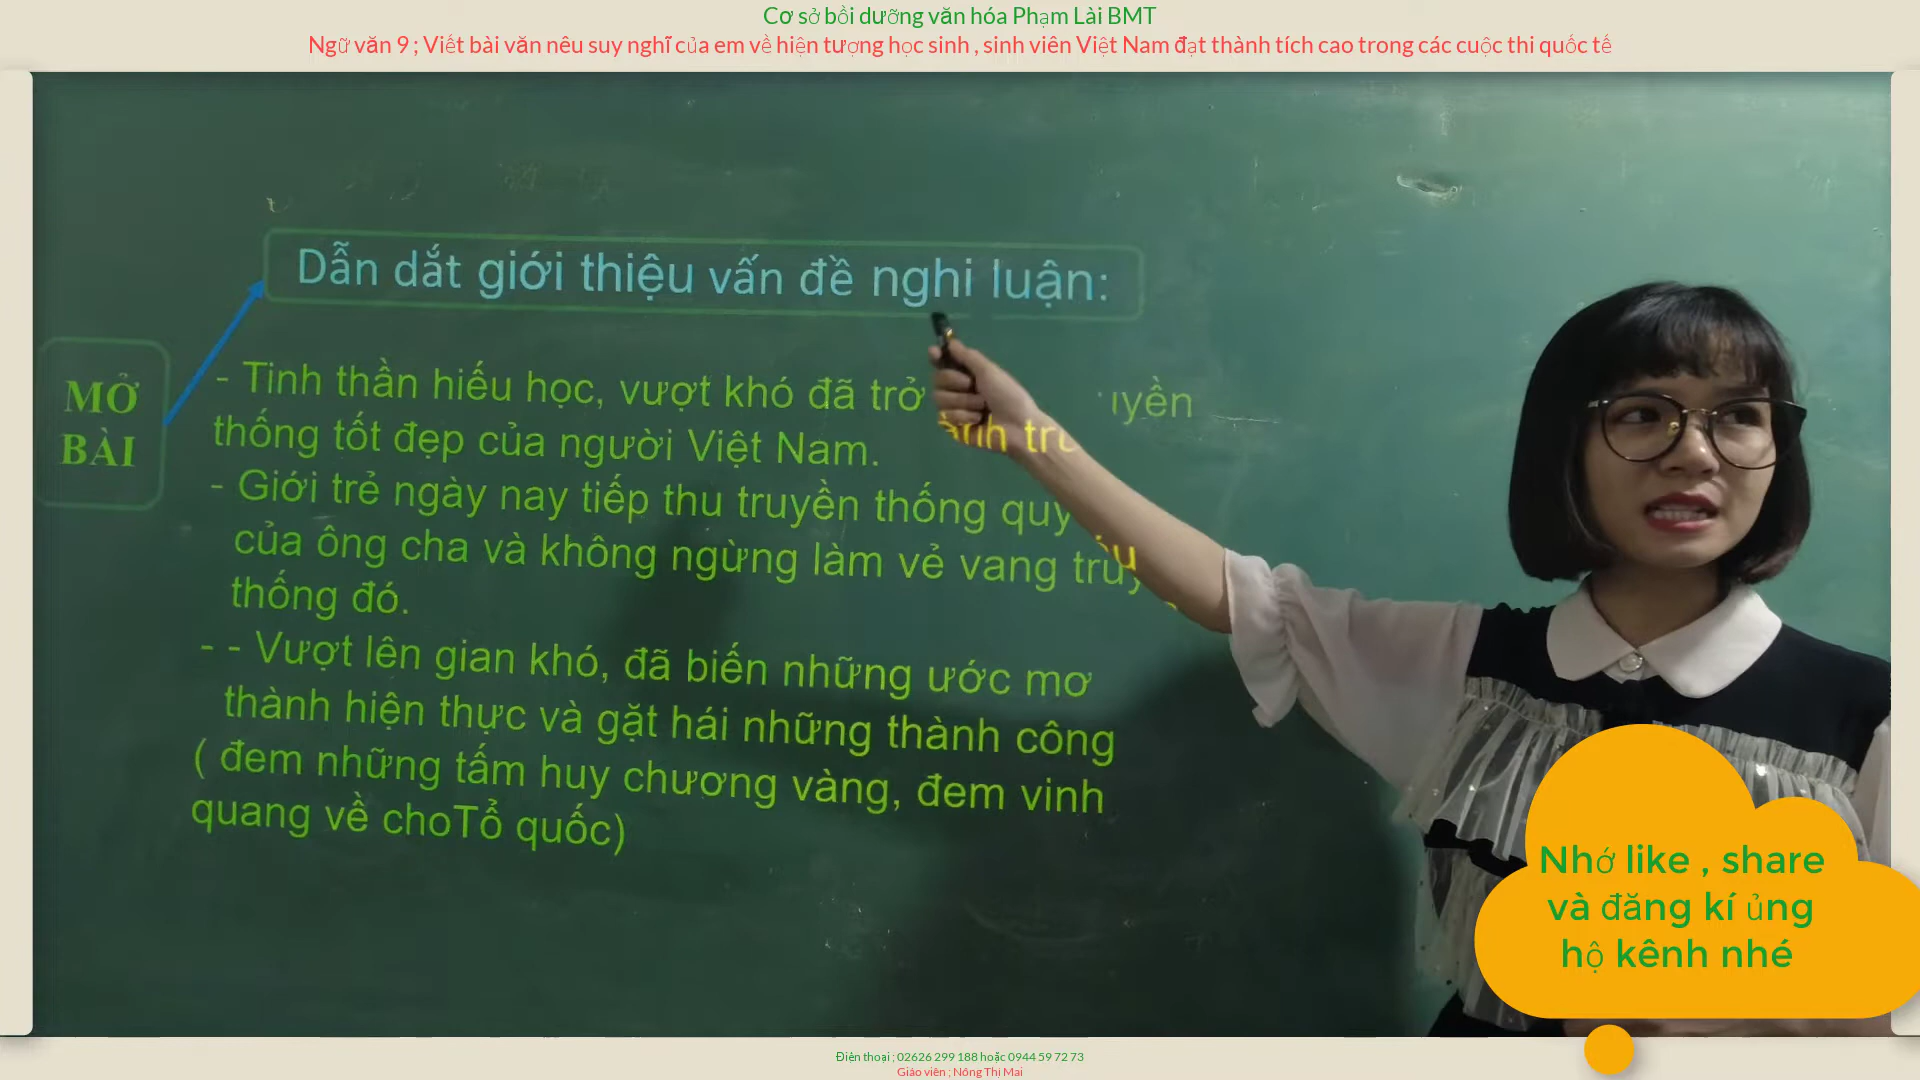 Cơ sở bồi dưỡng văn hóa Phạm Lài BMT
Ngữ văn 9 ; Viết bài văn nêu suy nghĩ của em về hiện tượng học sinh , sinh viên Việt Nam đạt thành tích cao trong các cuộc thi quốc tế
Dẫn dắt giới thiệu vấn đề nghi luận:
MỞ
BÀI
- Tinh thần hiếu học, vượt khó đã trở
thống tốt đẹp của người Việt Nam.
- Giới trẻ ngày nay tiếp thu truyền thống
của ông cha và không ngừng làm vẻ vang
thống đó.
- - Vượt lên gian khó, đã biến những ước mơ
thành hiện thực và gặt hái những thành công
( đem những tấm huy chương vàng, đem vinh
quang về choTổ quốc)
Nhớ like , share
và đăng kí ủng
hộ kênh nhé
Điện thoại ; 02626 299 188 hoặc 0944 59 72 73
Giáo viên ; Nông Thị Mai